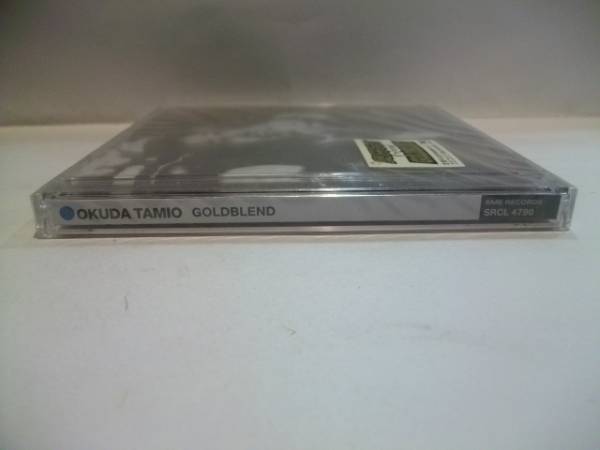 OKUDA TAMIO GOLDBLEND
SME RECORDS
SRCL 4790